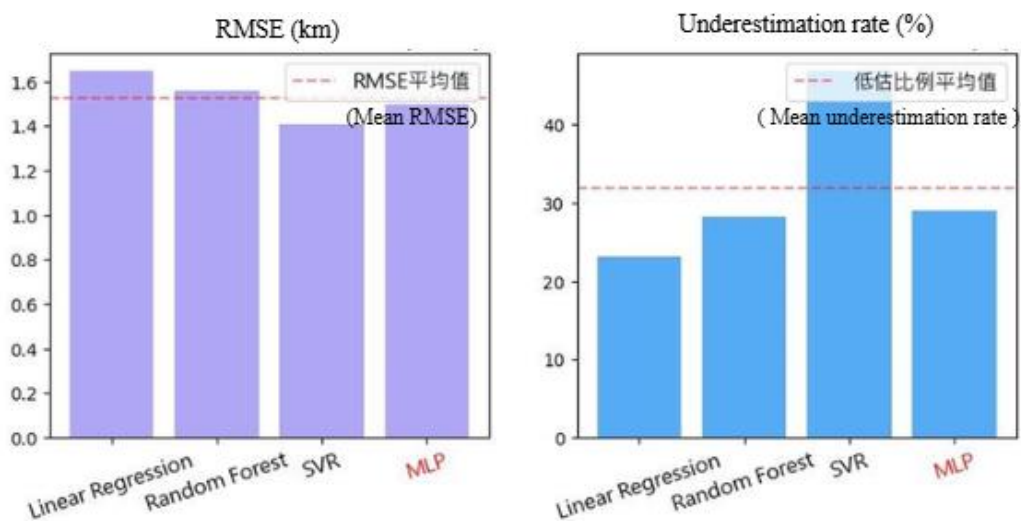 RMSE (km)
RMSE平均值
(Mean RMSE)
1.6
1.4
1.2
1.0
0.8
0.6
0.4
0.2
0.0
Linear Regression
Random Forest
SVR
MLP
Underestimation rate (%)
低估比例平均值
( Mean underestimation rate )
40
30
20
10
0
Linear Regression
Random Forest
SVR
MLP